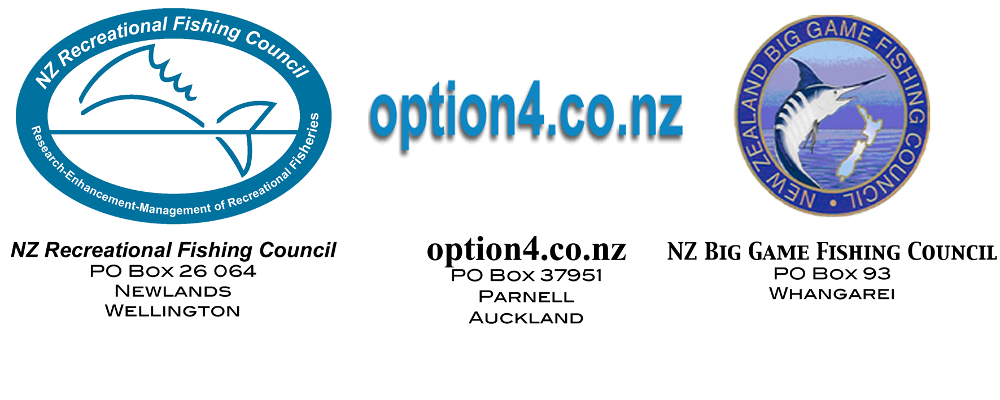 NZ Recreational Fishing Council
Research-Enhancement-Management of Recreational Fisheries
NZ Recreational Fishing Council
PO Box 26 064
Newlands
Wellington
option4.co.nz
option4.co.nz
PO Box 37951
Parnell
Auckland
NEW ZEALAND BIG GAME FISHING COUNCIL •
NZ Big Game Fishing Council
PO Box 93
Whangarei